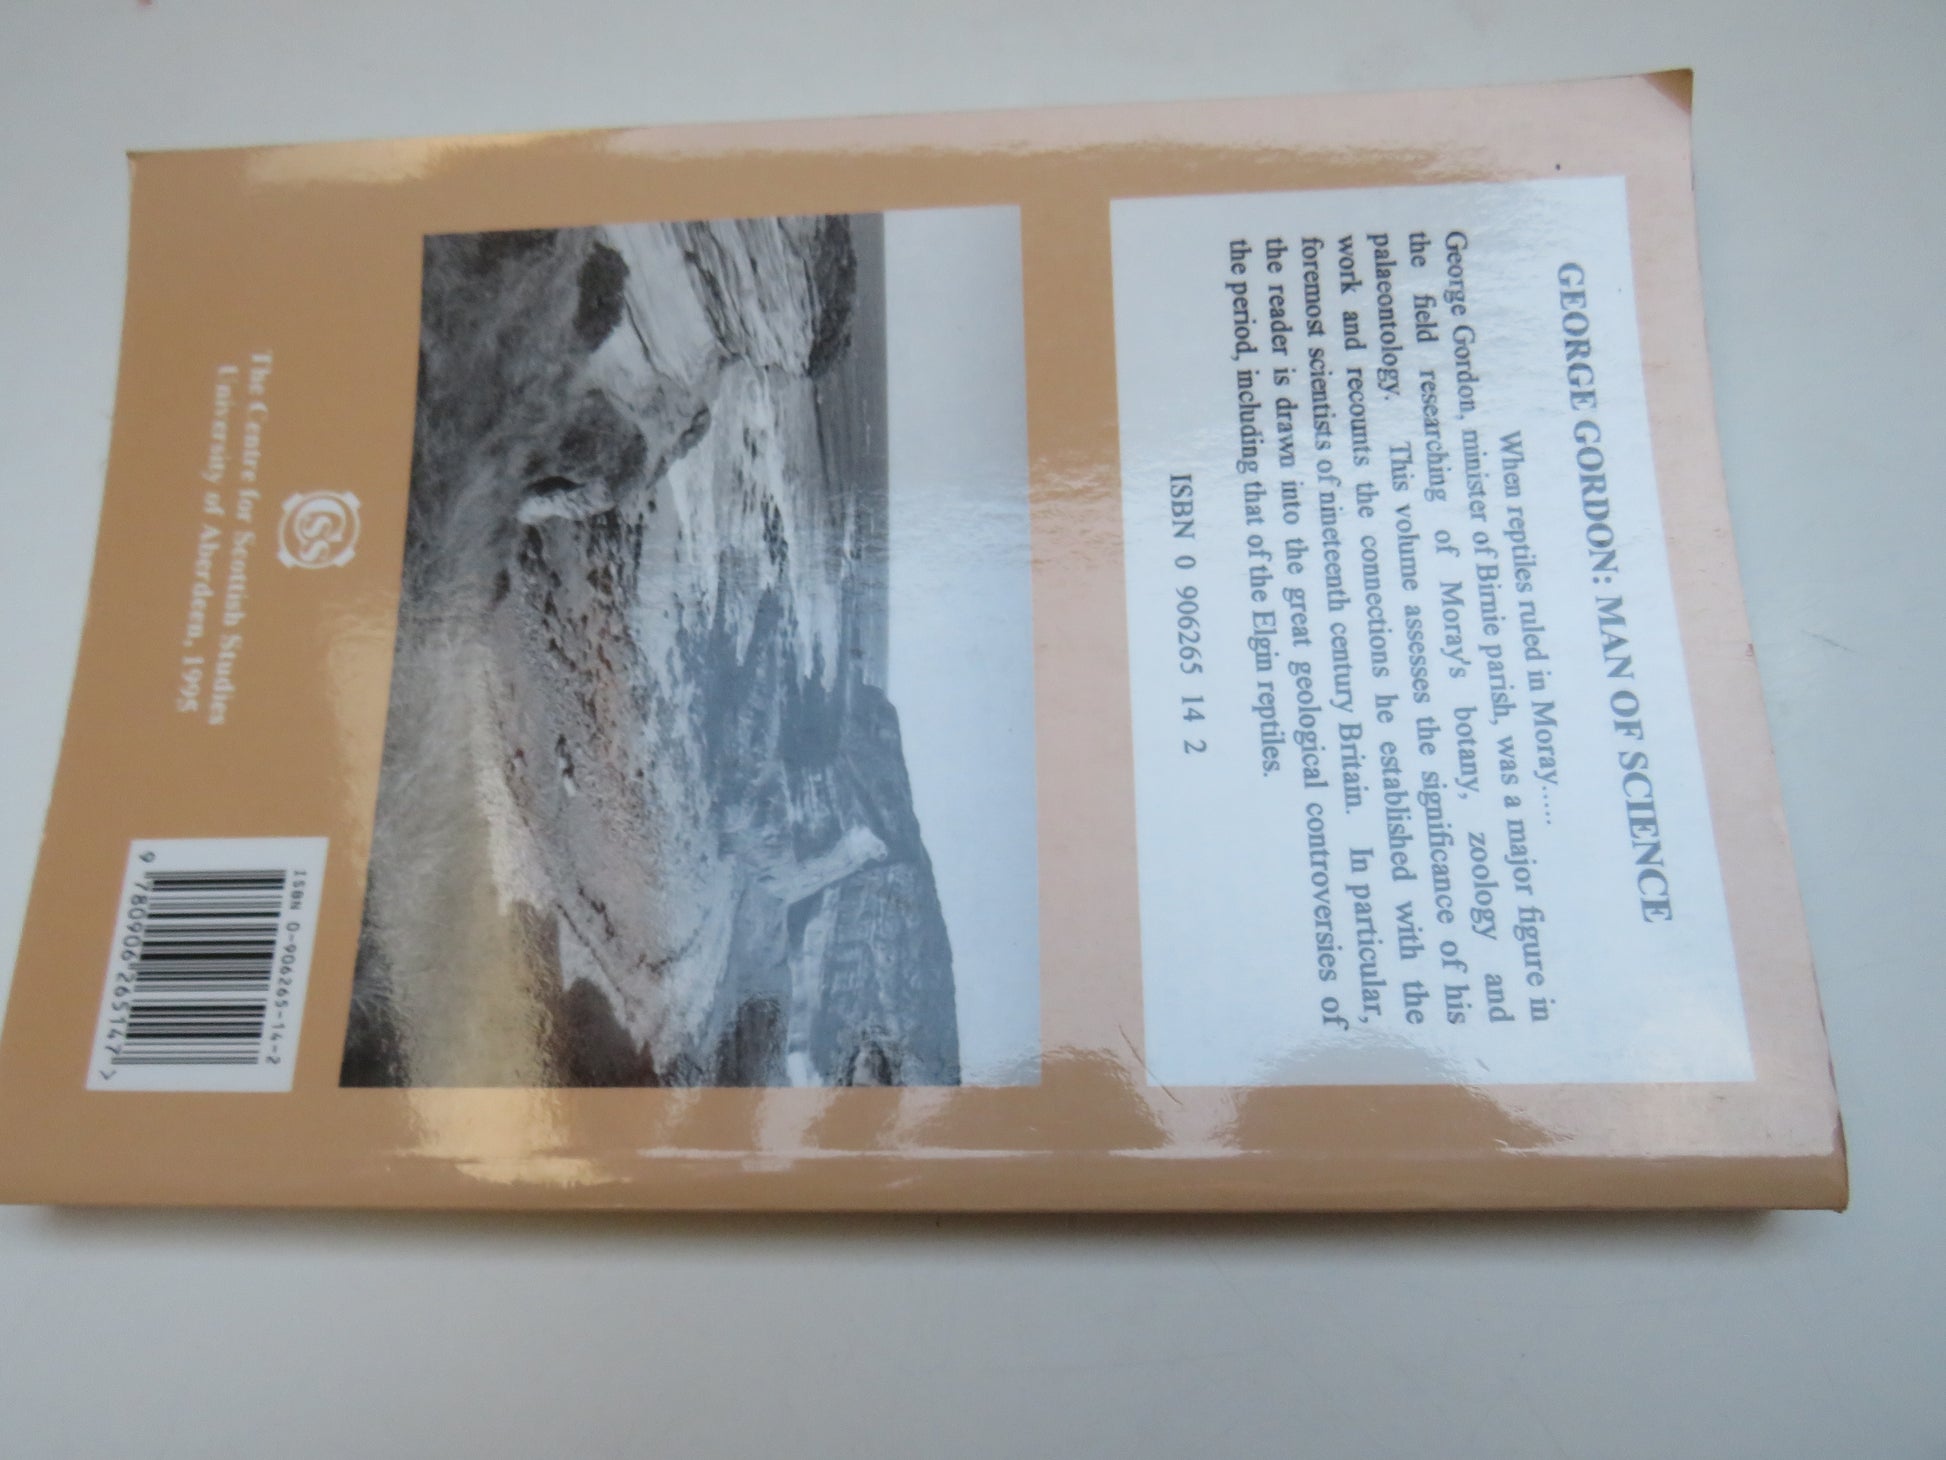 GEORGE GORDON: MAN OF SCIENCE
When reptiles ruled in Moray....
George Gordon, minister of Birnie parish, was a major figure in
the field researching of Moray's botany, zoology and
palaeontology. This volume assesses the significance of his
work and recounts the connections he established with the
foremost scientists of nineteenth century Britain. In particular,
the reader is drawn into the great geological controversies of
the period, including that of the Elgin reptiles.
ISBN 0 906265 14 2
CSS
The Centre for Scottish Studies
University of Aberdeen, 1995
ISBN 0-906265-14-2
9 780906 265147 >